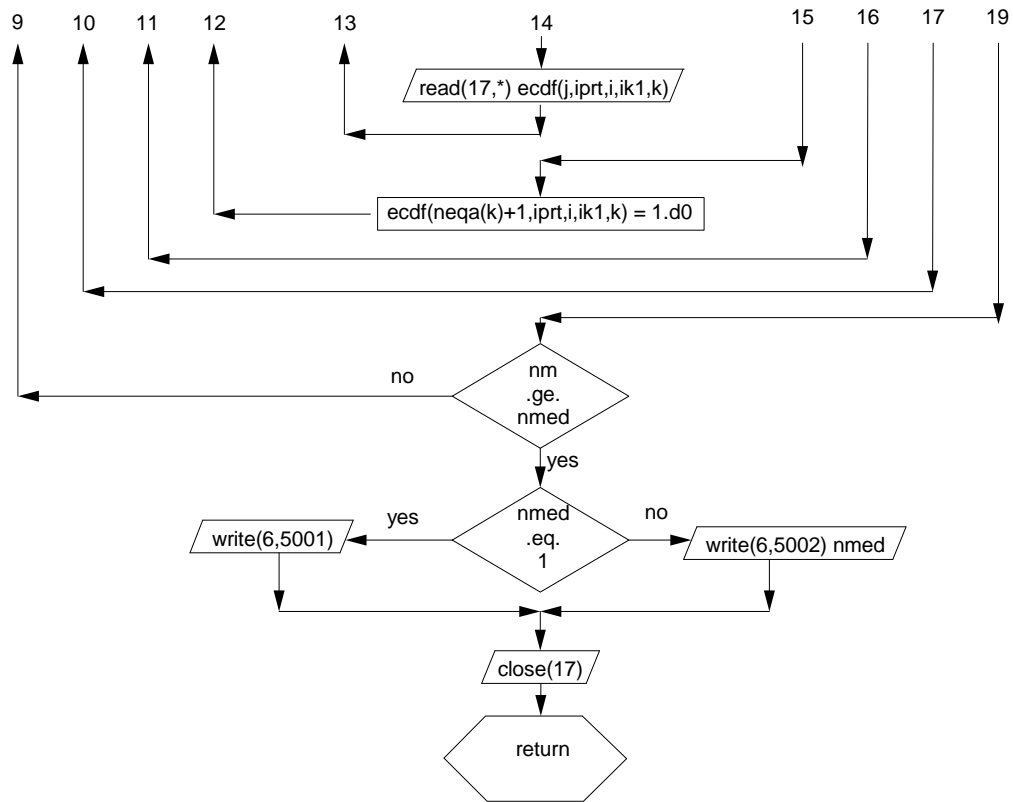 9 10 11 12 13 14 15 16 17 19
read(17,*) ecdf(j,iprt,i,ik1,k)
ecdf(neqa(k)+1,iprt,i,ik1,k) = 1.d0
no
nm
.ge.
nmed
yes
yes
nmed
.eq.
1
no
write(6,5001)
write(6,5002) nmed
close(17)
return